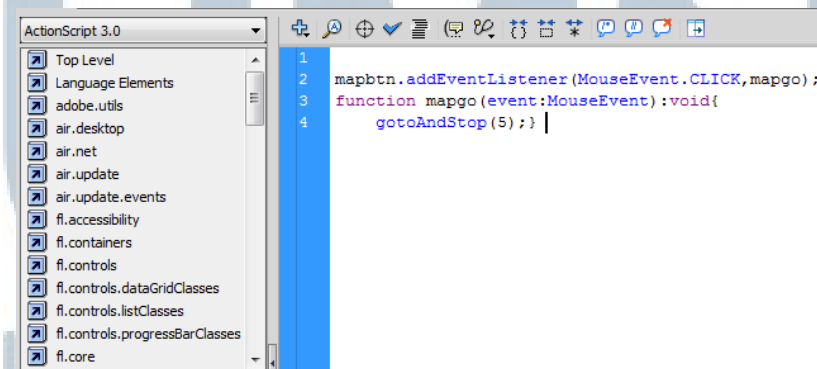 ActionScript 3.0
Top Level
Language Elements
adobe.utils
air.desktop
air.net
air.update
air.update.events
fl.accessibility
fl.containers
fl.controls
fl.controls.dataGridClasses
fl.controls.listClasses
fl.controls.progressBarClasses
fl.core
1
2 mapbtn.addEventListener(MouseEvent.CLICK,mapgo);
3 function mapgo(event:MouseEvent):void{
4 gotoAndStop(5);}